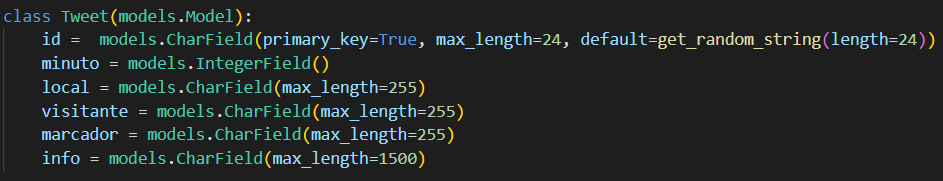 class Tweet(models.Model):
    id =  models.CharField(primary_key=True, max_length=24, default=get_random_string(length=24))
    minuto = models.IntegerField()
    local = models.CharField(max_length=255)
    visitante = models.CharField(max_length=255)
    marcador = models.CharField(max_length=255)
    info = models.CharField(max_length=1500)